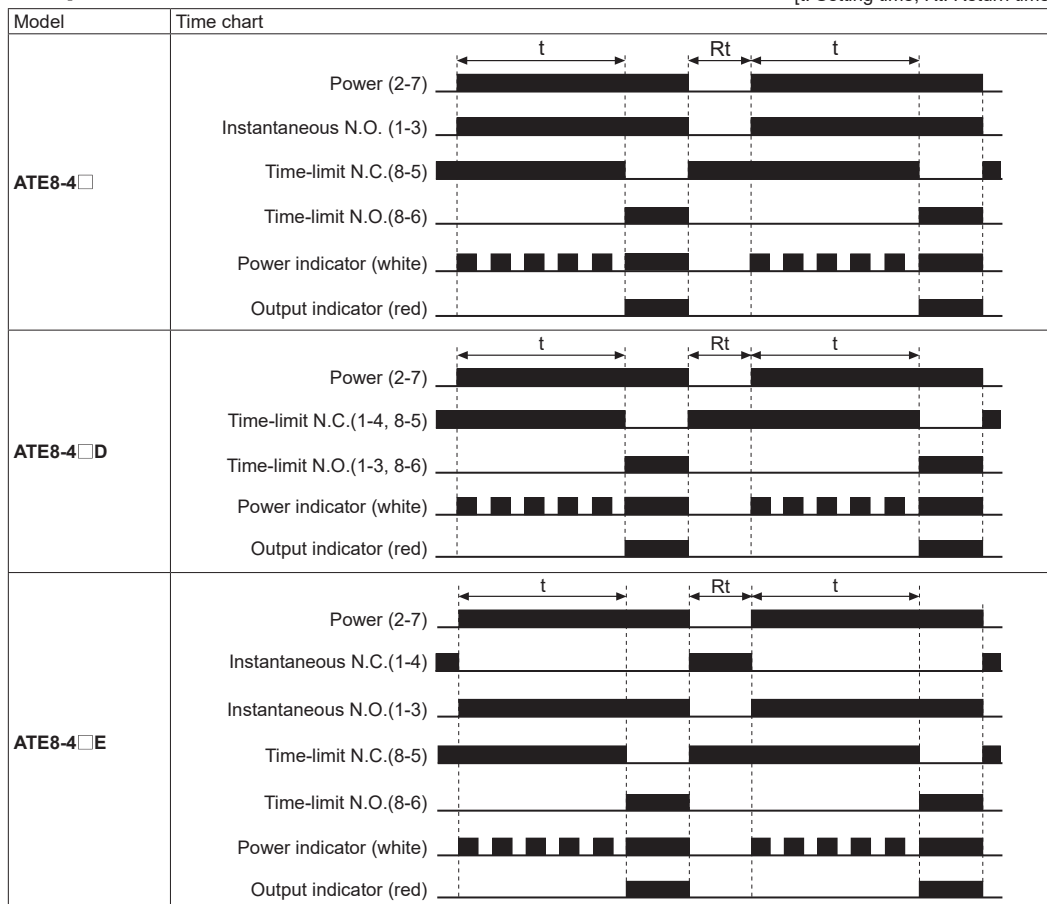 Model Time chart
ATE8-4□
t Rt t
Power (2-7)
Instantaneous N.O. (1-3)
Time-limit N.C.(8-5)
Time-limit N.O.(8-6)
Power indicator (white)
Output indicator (red)
ATE8-4□D
t Rt t
Power (2-7)
Time-limit N.C.(1-4, 8-5)
Time-limit N.O.(1-3, 8-6)
Power indicator (white)
Output indicator (red)
ATE8-4□E
t Rt t
Power (2-7)
Instantaneous N.C.(1-4)
Instantaneous N.O.(1-3)
Time-limit N.C.(8-5)
Time-limit N.O.(8-6)
Power indicator (white)
Output indicator (red)